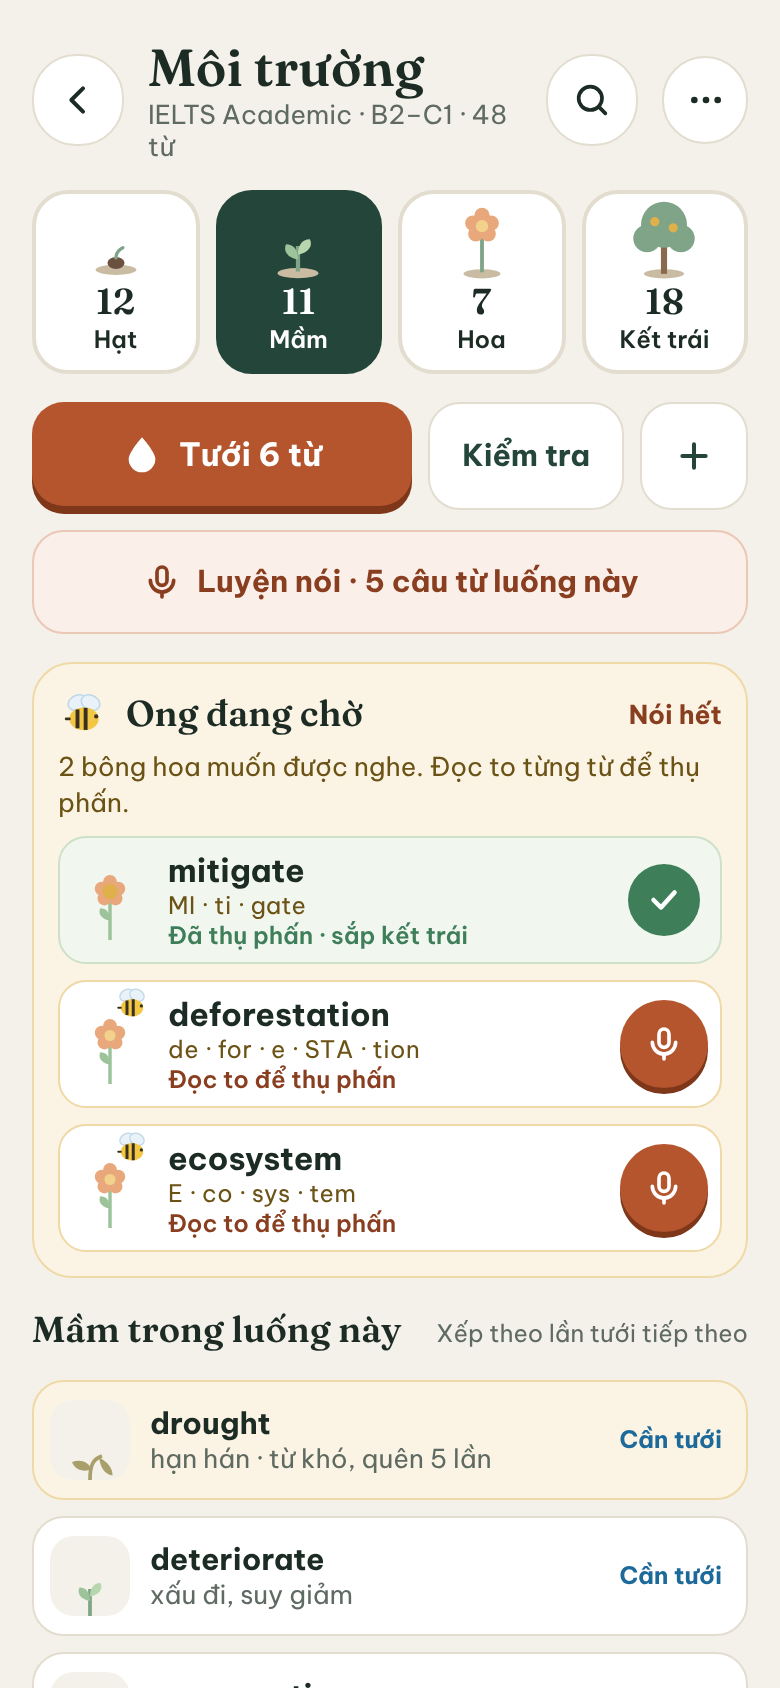 Môi trường
IELTS Academic · B2–C1 · 48
từ
12
Hạt
11
Mầm
7
Hoa
18
Kết trái
Tưới 6 từ
Kiểm tra
Luyện nói · 5 câu từ luống này
Ong đang chờ
Nói hết
2 bông hoa muốn được nghe. Đọc to từng từ để thụ
phấn.
mitigate
MI · ti · gate
Đã thụ phấn · sắp kết trái
deforestation
de · for · e · STA · tion
Đọc to để thụ phấn
ecosystem
E · co · sys · tem
Đọc to để thụ phấn
Mầm trong luống này
Xếp theo lần tưới tiếp theo
drought
hạn hán · từ khó, quên 5 lần
Cần tưới
deteriorate
xấu đi, suy giảm
Cần tưới